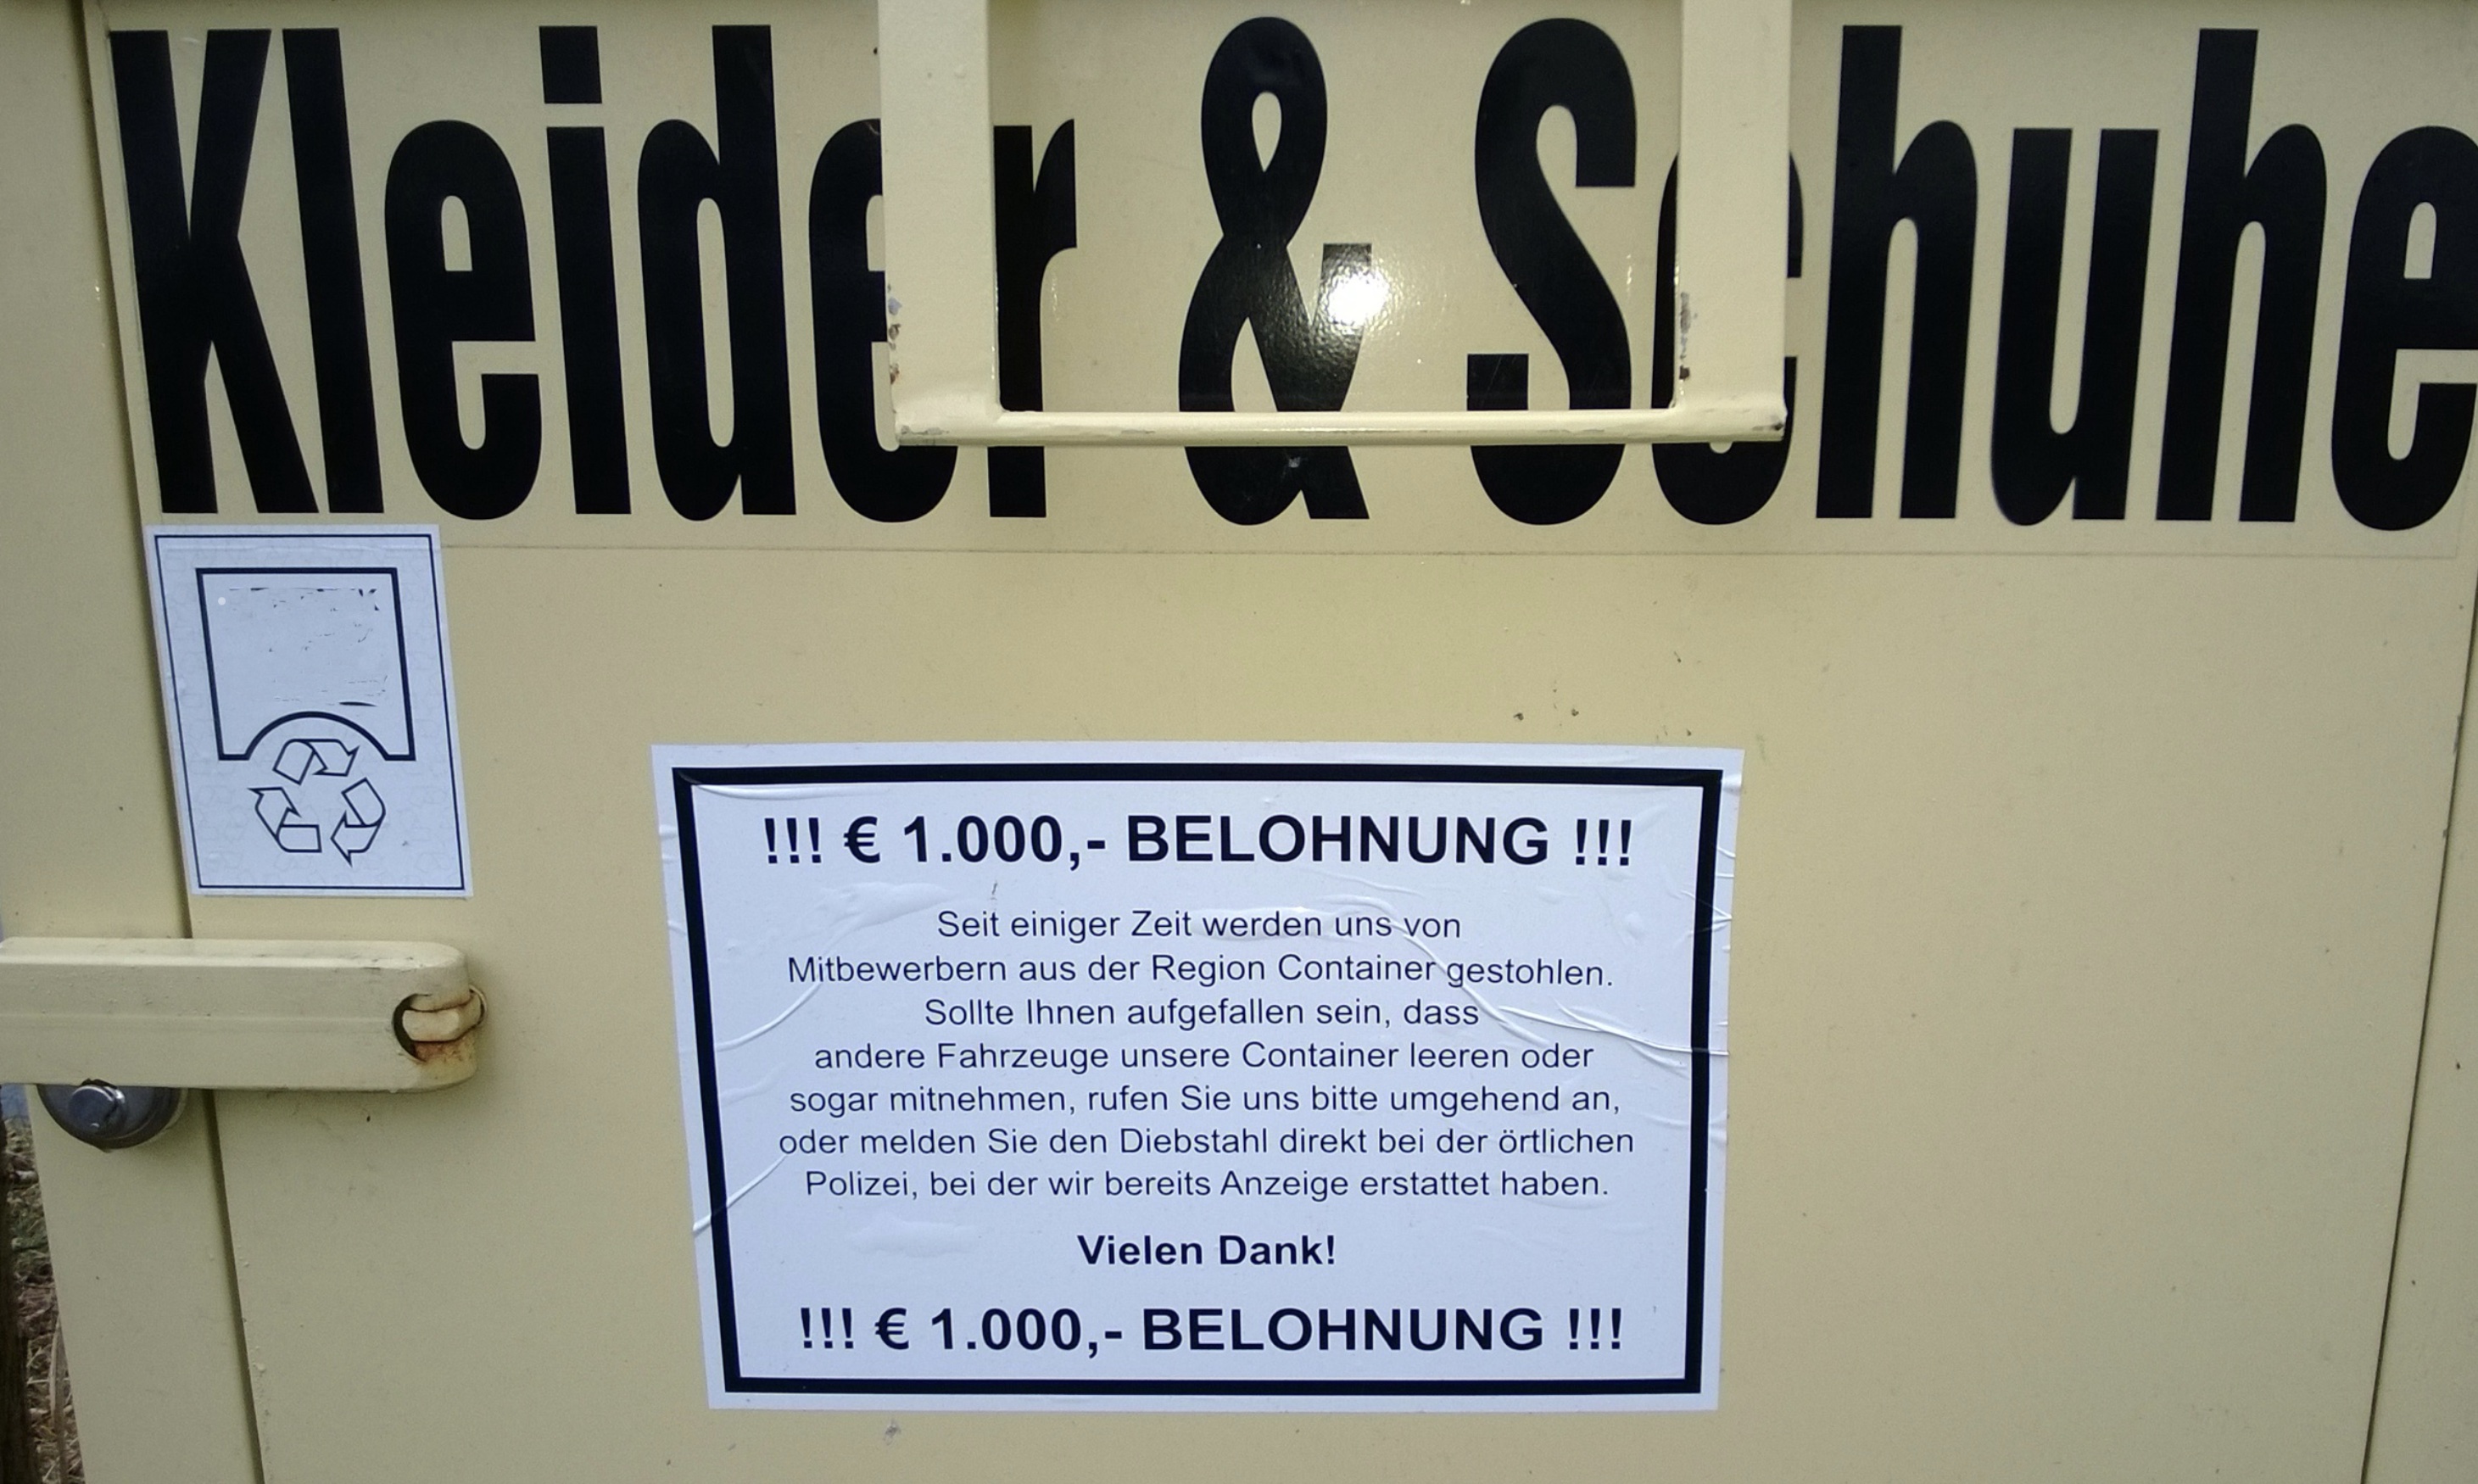 Kleider & Schuhe
!!! € 1.000,- BELOHNUNG !!!
Seit einiger Zeit werden uns von
Mitbewerbern aus der Region Container gestohlen.
Sollte Ihnen aufgefallen sein, dass
andere Fahrzeuge unsere Container leeren oder
sogar mitnehmen, rufen Sie uns bitte umgehend an,
oder melden Sie den Diebstahl direkt bei der örtlichen
Polizei, bei der wir bereits Anzeige erstattet haben.
Vielen Dank!
!!! € 1.000,- BELOHNUNG !!!